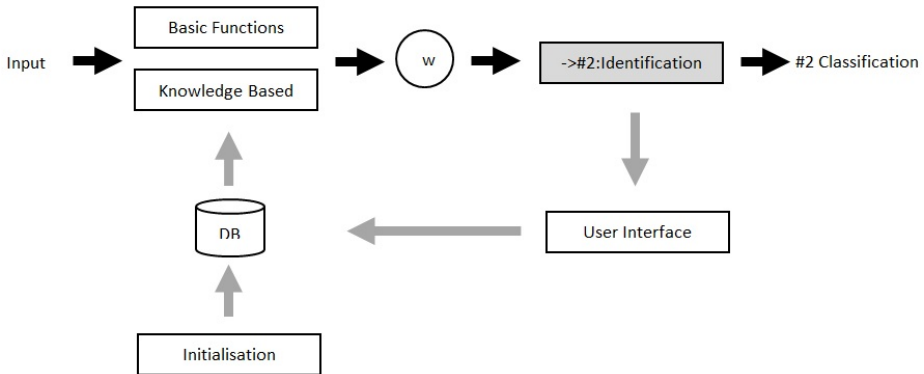 Basic Functions
Input
w
->#2:Identification
#2 Classification
Knowledge Based
DB
User Interface
Initialisation